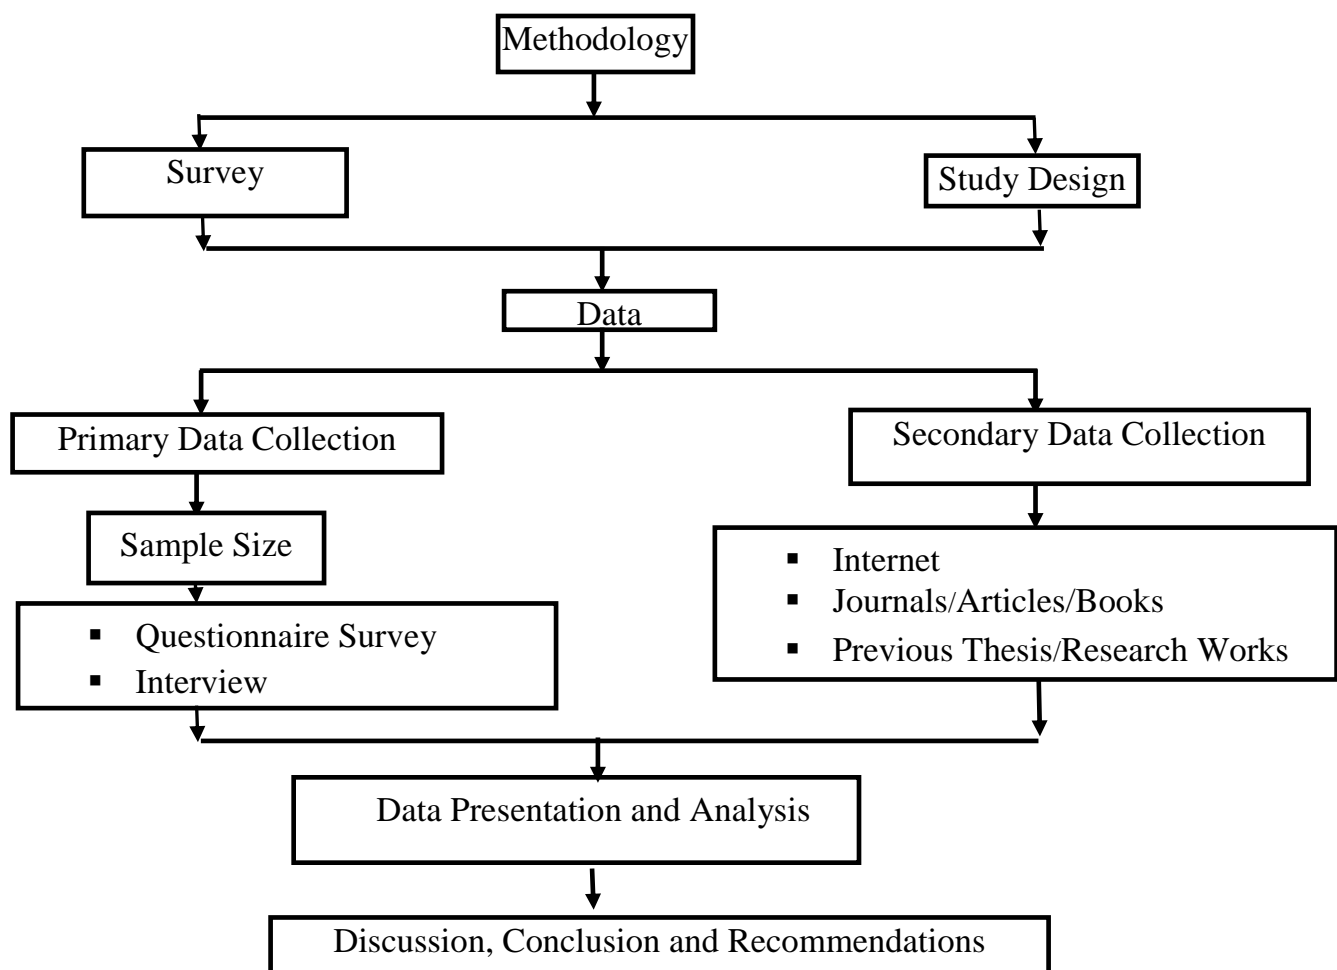 Methodology
Survey
Study Design
Data
Primary Data Collection
Secondary Data Collection
Sample Size
▪ Internet
▪ Journals/Articles/Books
▪ Previous Thesis/Research Works
▪ Questionnaire Survey
▪ Interview
Data Presentation and Analysis
Discussion, Conclusion and Recommendations